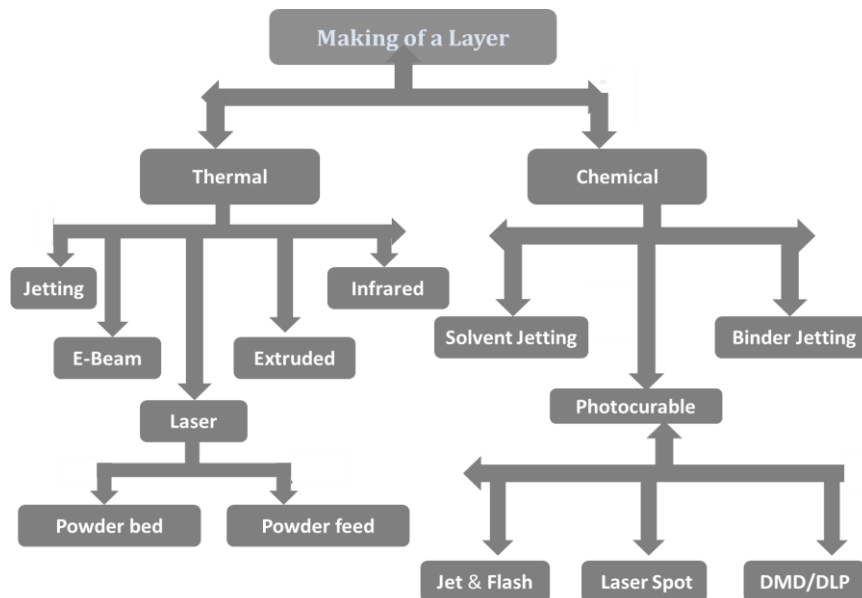 Making of a Layer
Thermal
Chemical
Jetting
Infrared
Solvent Jetting
Binder Jetting
E-Beam
Extruded
Photocurable
Laser
Powder bed
Powder feed
Jet & Flash
Laser Spot
DMD/DLP